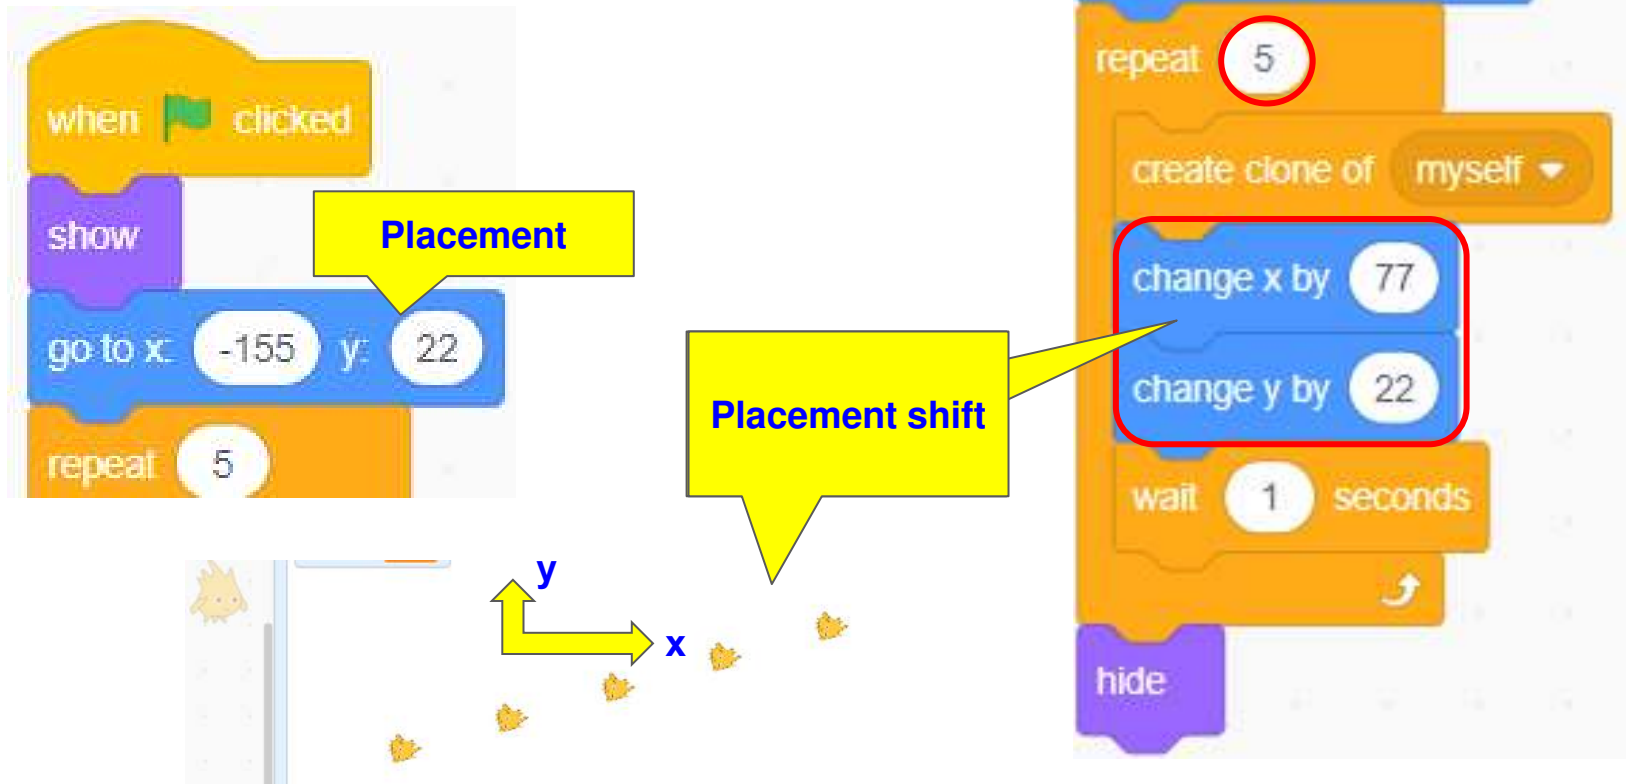 when clicked
show
Placement
go to x: -155 y: 22
repeat 5
repeat 5
create clone of myself
change x by 77
change y by 22
Placement shift
wait 1 seconds
hide
y
x